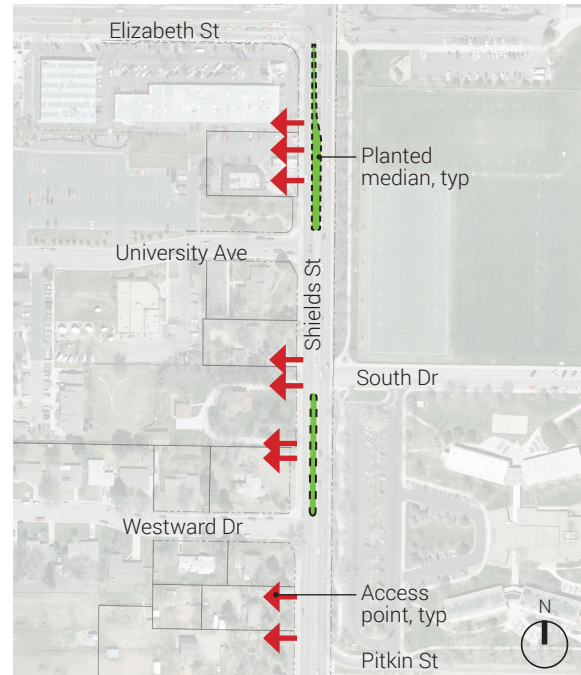 Elizabeth St
Planted
median, typ
University Ave
Shields St
South Dr
Westward Dr
Access
point, typ
N
Pitkin St